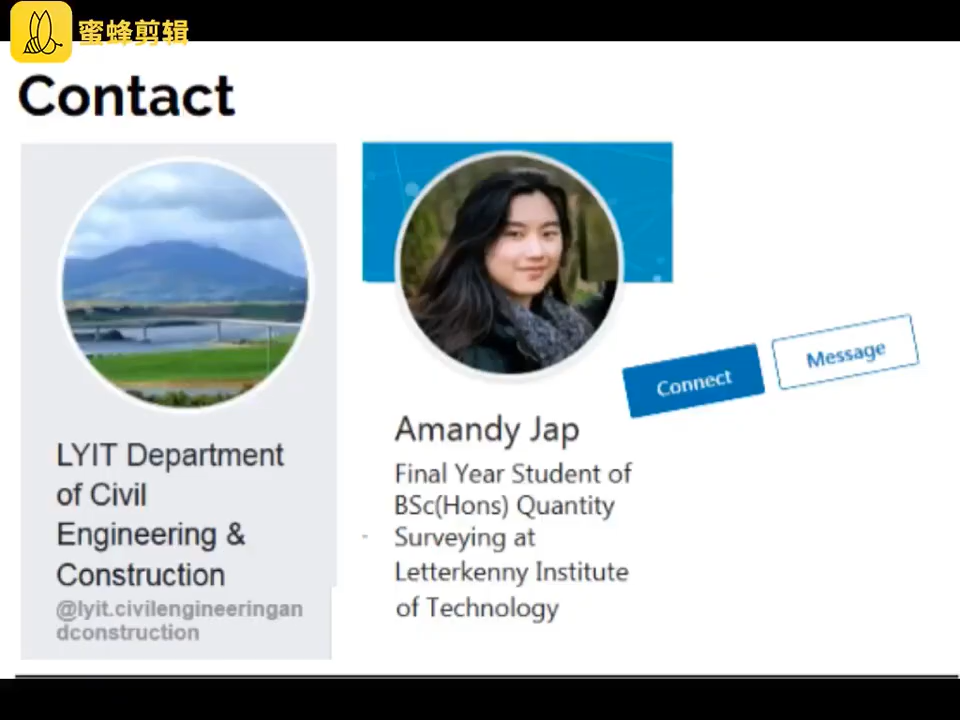 蜜蜂剪辑
Contact
LYIT Department
of Civil
Engineering &
Construction
@lyit.civilengineeringan
dconstruction
Connect
Message
Amandy Jap
Final Year Student of
BSc(Hons) Quantity
Surveying at
Letterkenny Institute
of Technology